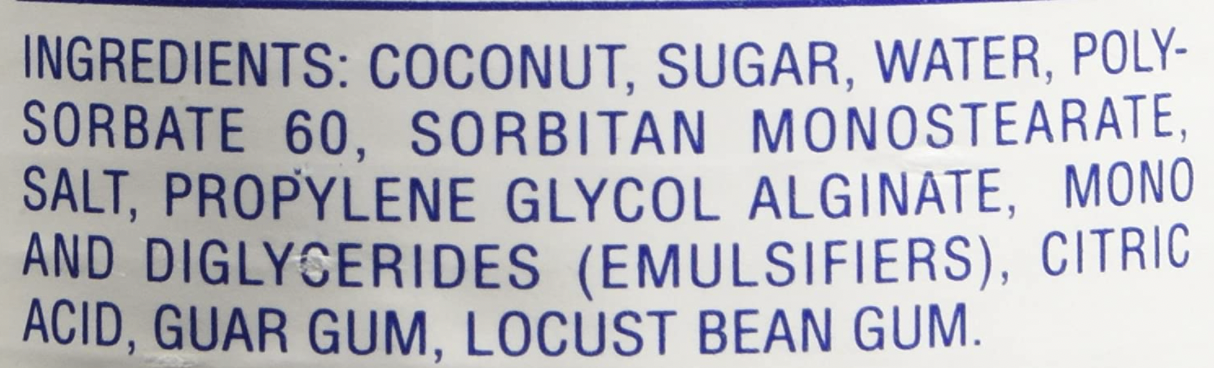 INGREDIENTS: COCONUT, SUGAR, WATER, POLY-
SORBATE 60, SORBITAN MONOSTEARATE,
SALT, PROPYLENE GLYCOL ALGINATE, MONO
AND DIGLYCERIDES (EMULSIFIERS), CITRIC
ACID, GUAR GUM, LOCUST BEAN GUM.